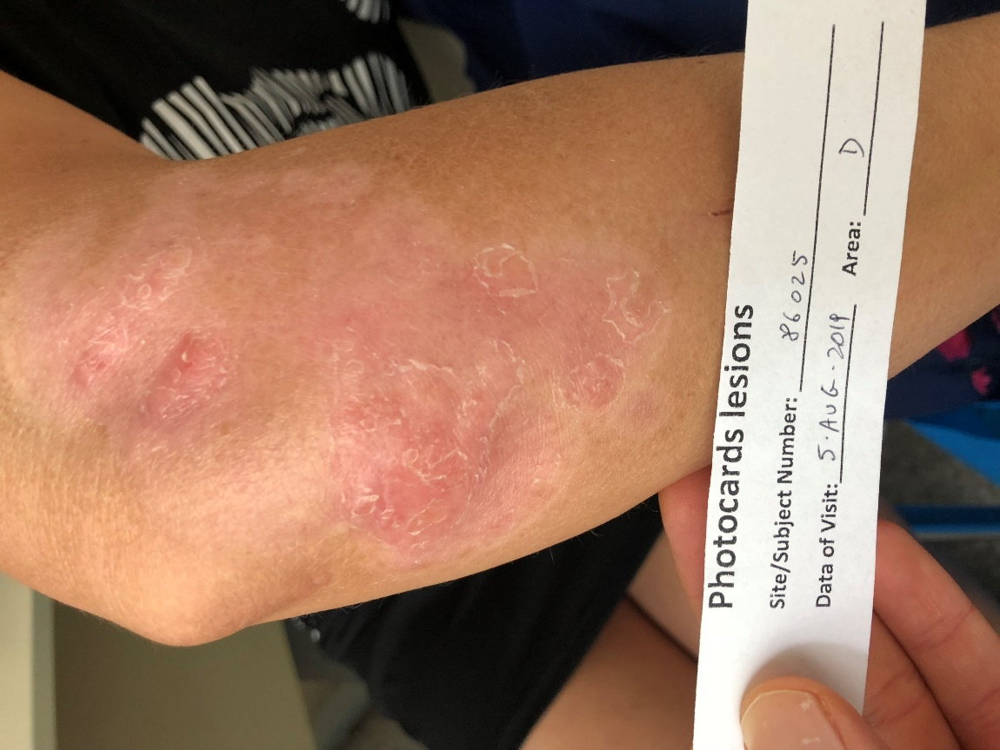 Photocards lesions
Site/Subject Number: 86025
Data of Visit: 5·AUG·2019 Area: D